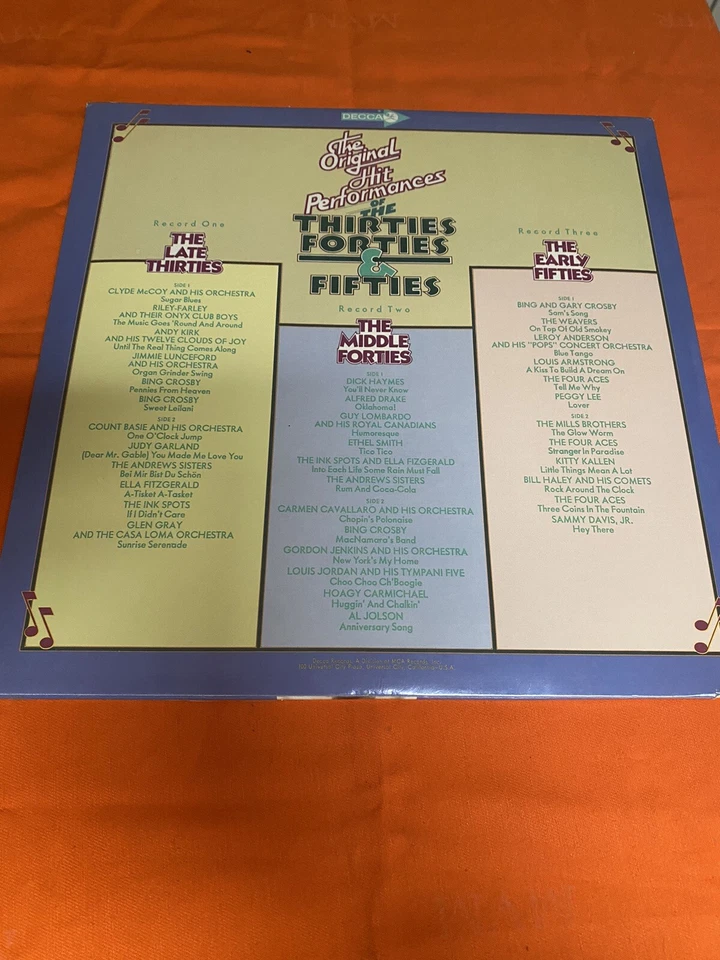 DECCA
The
Original
Hit
Performances
OF
THE
THIRTIES
FORTIES
&
FIFTIES
Record One
THE
LATE
THIRTIES
SIDE 1
CLYDE McCOY AND HIS ORCHESTRA
Sugar Blues
RILEY-FARLEY
AND THEIR ONYX CLUB BOYS
The Music Goes 'Round And Around
ANDY KIRK
AND HIS TWELVE CLOUDS OF JOY
Until The Real Thing Comes Along
JIMMIE LUNCEFORD
AND HIS ORCHESTRA
Organ Grinder Swing
BING CROSBY
Pennies From Heaven
BING CROSBY
Sweet Leilani
SIDE 2
COUNT BASIE AND HIS ORCHESTRA
One O'Clock Jump
JUDY GARLAND
(Dear Mr. Gable) You Made Me Love You
THE ANDREWS SISTERS
Bei Mir Bist Du Schön
ELLA FITZGERALD
A-Tisket A-Tasket
THE INK SPOTS
If I Didn't Care
GLEN GRAY
AND THE CASA LOMA ORCHESTRA
Sunrise Serenade
Record Two
THE
MIDDLE
FORTIES
SIDE 1
DICK HAYMES
You'll Never Know
ALFRED DRAKE
Oklahoma!
GUY LOMBARDO
AND HIS ROYAL CANADIANS
Humoresque
ETHEL SMITH
Tico Tico
THE INK SPOTS AND ELLA FITZGERALD
Into Each Life Some Rain Must Fall
THE ANDREWS SISTERS
Rum And Coca-Cola
SIDE 2
CARMEN CAVALLARO AND HIS ORCHESTRA
Chopin's Polonaise
BING CROSBY
MacNamara's Band
GORDON JENKINS AND HIS ORCHESTRA
New York's My Home
LOUIS JORDAN AND HIS TYMPANI FIVE
Choo Choo Ch'Boogie
HOAGY CARMICHAEL
Huggin' And Chalkin'
AL JOLSON
Anniversary Song
Record Three
THE
EARLY
FIFTIES
SIDE 1
BING AND GARY CROSBY
Sam's Song
THE WEAVERS
On Top Of Old Smokey
LEROY ANDERSON
AND HIS "POPS" CONCERT ORCHESTRA
Blue Tango
LOUIS ARMSTRONG
A Kiss To Build A Dream On
THE FOUR ACES
Tell Me Why
PEGGY LEE
Lover
SIDE 2
THE MILLS BROTHERS
The Glow Worm
THE FOUR ACES
Stranger In Paradise
KITTY KALLEN
Little Things Mean A Lot
BILL HALEY AND HIS COMETS
Rock Around The Clock
THE FOUR ACES
Three Coins In The Fountain
SAMMY DAVIS, JR.
Hey There
Decca Records, A Division of MCA Records, Inc.
100 Universal City Plaza, Universal City, California-U.S.A.